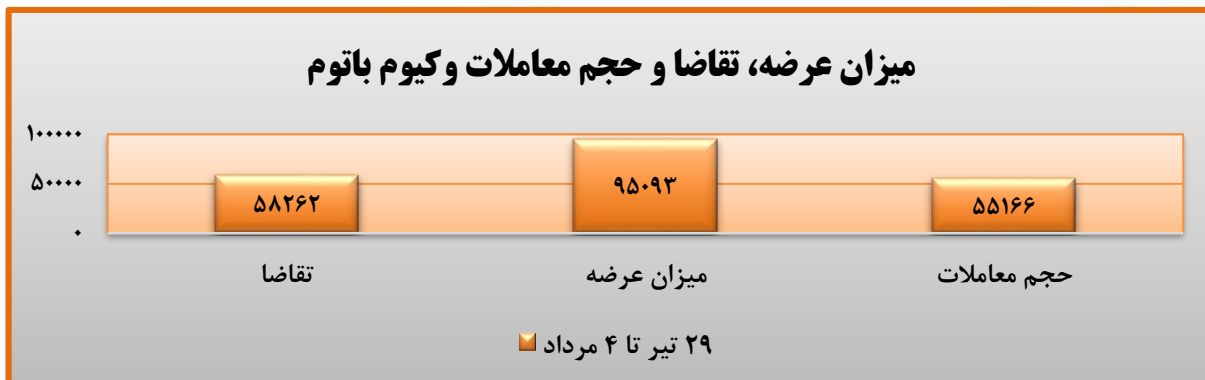 میزان عرضه، تقاضا و حجم معاملات وکیوم باتوم
۱۰۰۰۰۰
۵۰۰۰۰
۰
۵۸۲۶۲
۹۵۰۹۳
۵۵۱۶۶
تقاضا
میزان عرضه
حجم معاملات
۲۹ تیر تا ۴ مرداد